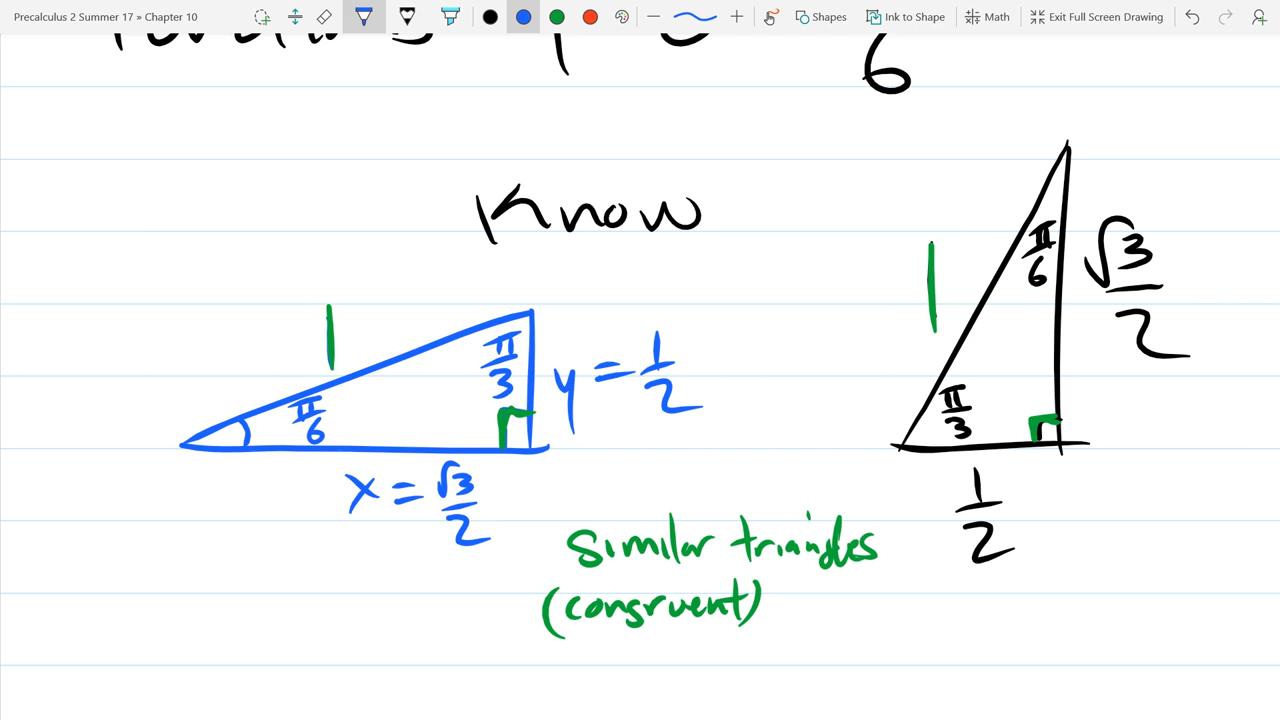 Precalculus 2 Summer 17 » Chapter 10
Shapes
Ink to Shape
Math
Exit Full Screen Drawing
6
Know
1
π/6
π/3
y = 1/2
x = √3/2
1
π/6
√3/2
π/3
1/2
Similar triangles
(congruent)